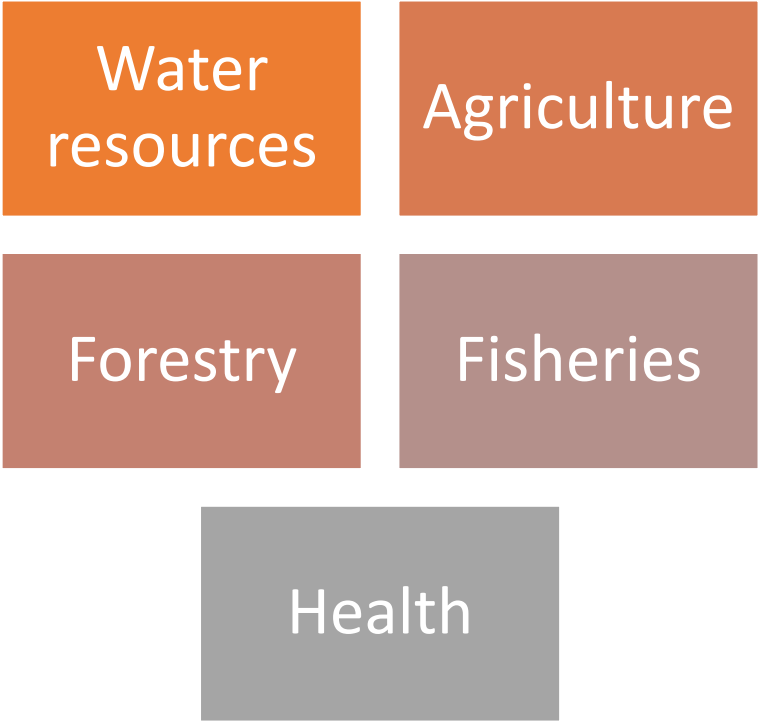 Water
resources
Agriculture
Forestry
Fisheries
Health